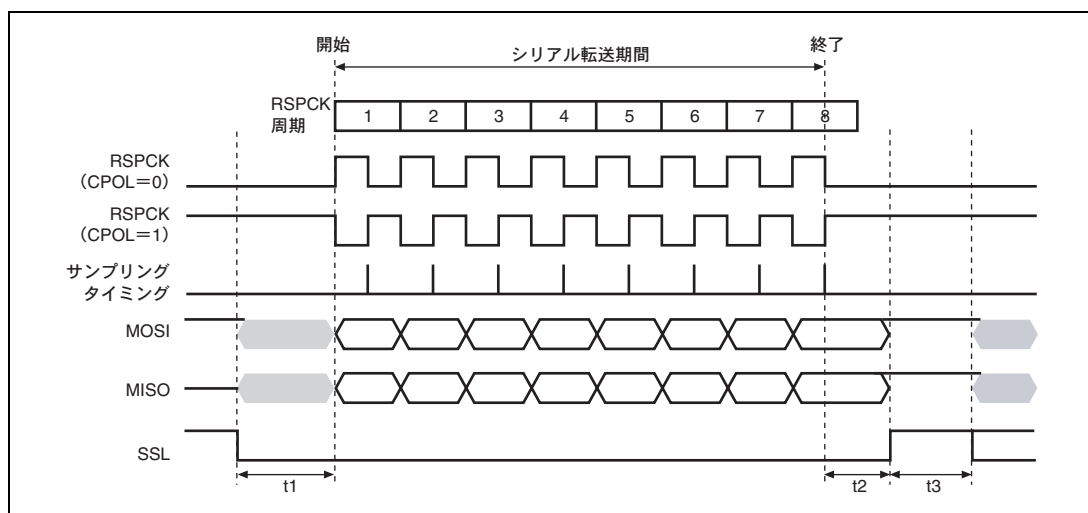 開始
終了
シリアル転送期間
RSPCK
周期
1 2 3 4 5 6 7 8
RSPCK
（CPOL＝0）
RSPCK
（CPOL＝1）
サンプリング
タイミング
MOSI
MISO
SSL
t1
t2
t3